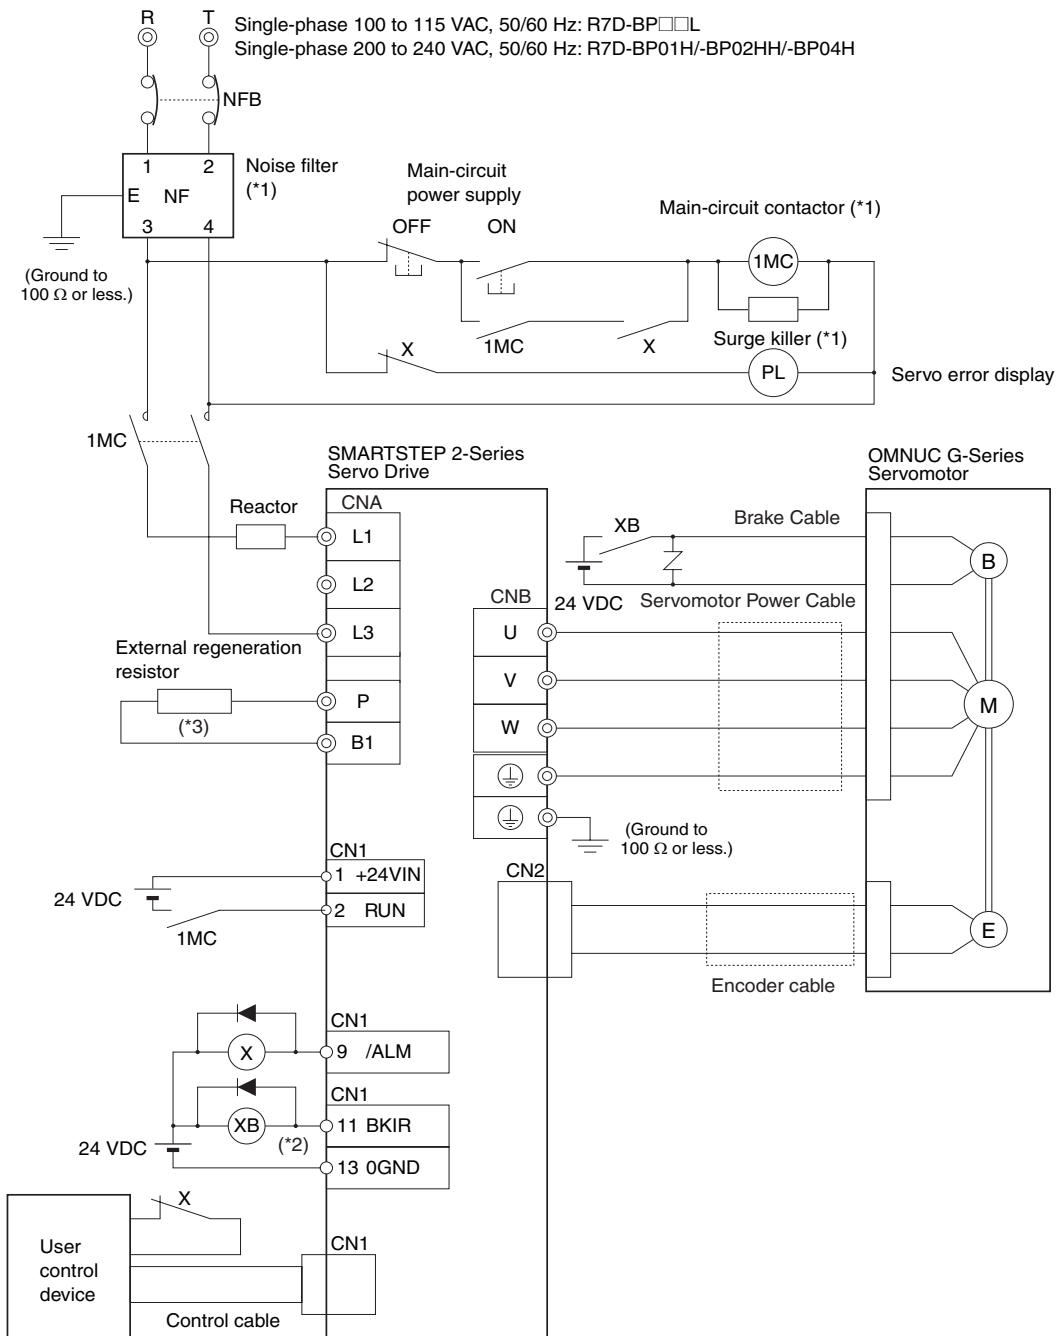 R T
Single-phase 100 to 115 VAC, 50/60 Hz: R7D-BP□□L
Single-phase 200 to 240 VAC, 50/60 Hz: R7D-BP01H/-BP02HH/-BP04H
NFB
1 2
E NF
3 4
Noise filter
(*1)
(Ground to
100 Ω or less.)
Main-circuit
power supply
OFF ON
Main-circuit contactor (*1)
1MC
1MC
X
Surge killer (*1)
X
PL
Servo error display
1MC
SMARTSTEP 2-Series
Servo Drive
OMNUC G-Series
Servomotor
Reactor
CNA
L1
L2
L3
External regeneration
resistor
(*3)
P
B1
XB
Brake Cable
24 VDC
Servomotor Power Cable
B
CNB
U
V
W
M
(Ground to
100 Ω or less.)
CN1
1 +24VIN
2 RUN
24 VDC
1MC
CN2
E
Encoder cable
CN1
X
9 /ALM
CN1
XB
(*2)
11 BKIR
24 VDC
13 0GND
X
User
control
device
CN1
Control cable